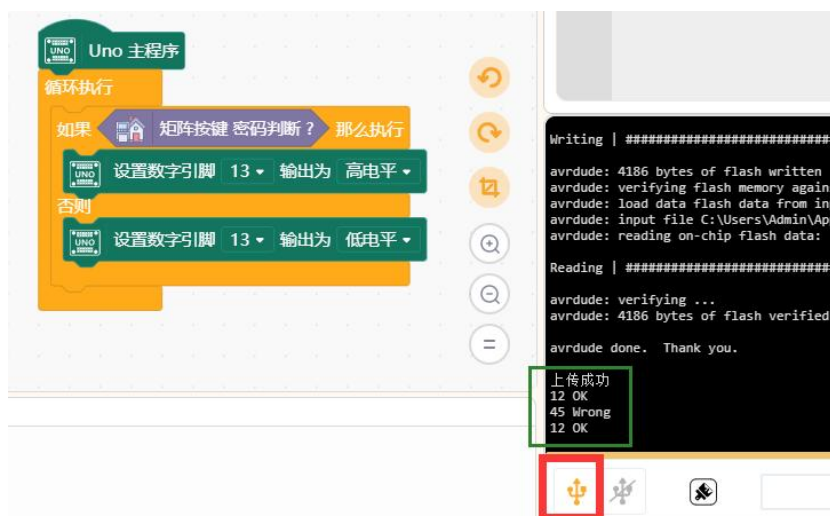 UNO Uno 主程序
循环执行
如果 矩阵按键 密码判断？ 那么执行
UNO 设置数字引脚 13 输出为 高电平
否则
UNO 设置数字引脚 13 输出为 低电平
Writing | ############################
avrdude: 4186 bytes of flash written
avrdude: verifying flash memory again
avrdude: load data flash data from in
avrdude: input file C:\Users\Admin\Ap
avrdude: reading on-chip flash data:
Reading | ############################
avrdude: verifying ...
avrdude: 4186 bytes of flash verified
avrdude done. Thank you.
上传成功
12 OK
45 Wrong
12 OK